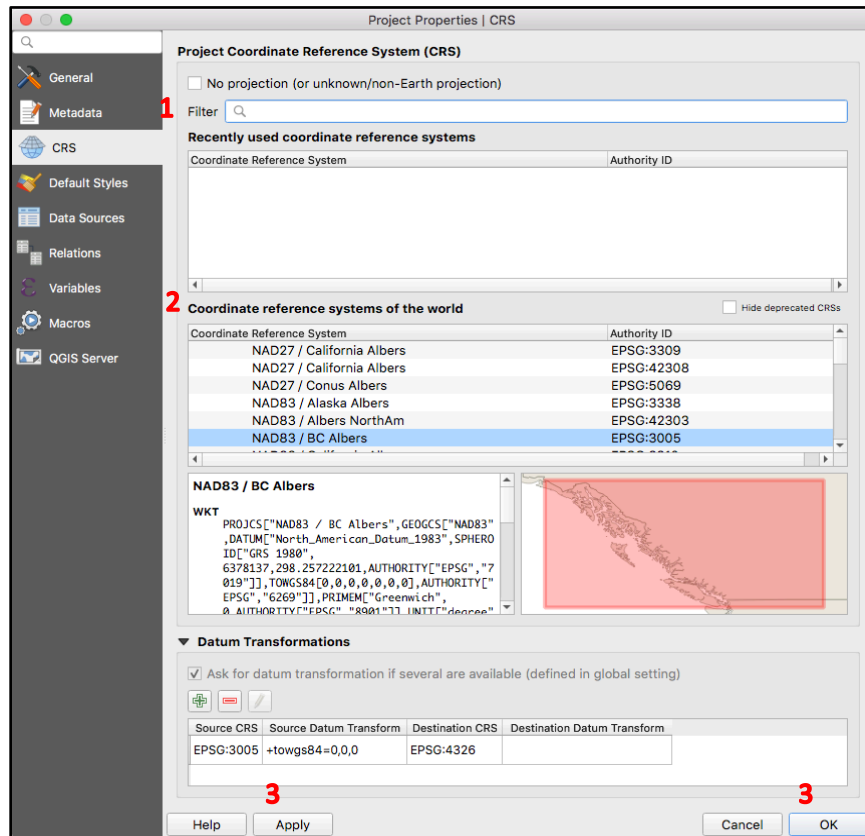 Project Properties | CRS
General
Metadata
CRS
Default Styles
Data Sources
Relations
Variables
Macros
QGIS Server
Project Coordinate Reference System (CRS)
No projection (or unknown/non-Earth projection)
1
Filter
Recently used coordinate reference systems
Coordinate Reference System Authority ID
2
Coordinate reference systems of the world Hide deprecated CRSs
Coordinate Reference System Authority ID
NAD27 / California Albers EPSG:3309
NAD27 / California Albers EPSG:42308
NAD27 / Conus Albers EPSG:5069
NAD83 / Alaska Albers EPSG:3338
NAD83 / Albers NorthAm EPSG:42303
NAD83 / BC Albers EPSG:3005
NAD83 / BC Albers
WKT
PROJCS["NAD83 / BC Albers",GEOGCS["NAD83"
,DATUM["North_American_Datum_1983",SPHERO
ID["GRS 1980",
6378137,298.257222101,AUTHORITY["EPSG","7
019"]],TOWGS84[0,0,0,0,0,0,0],AUTHORITY["
EPSG","6269"]],PRIMEM["Greenwich",
0,AUTHORITY["EPSG","8901"]],UNIT["degree"
Datum Transformations
Ask for datum transformation if several are available (defined in global setting)
Source CRS Source Datum Transform Destination CRS Destination Datum Transform
EPSG:3005 +towgs84=0,0,0 EPSG:4326
3 3
Help Apply Cancel OK